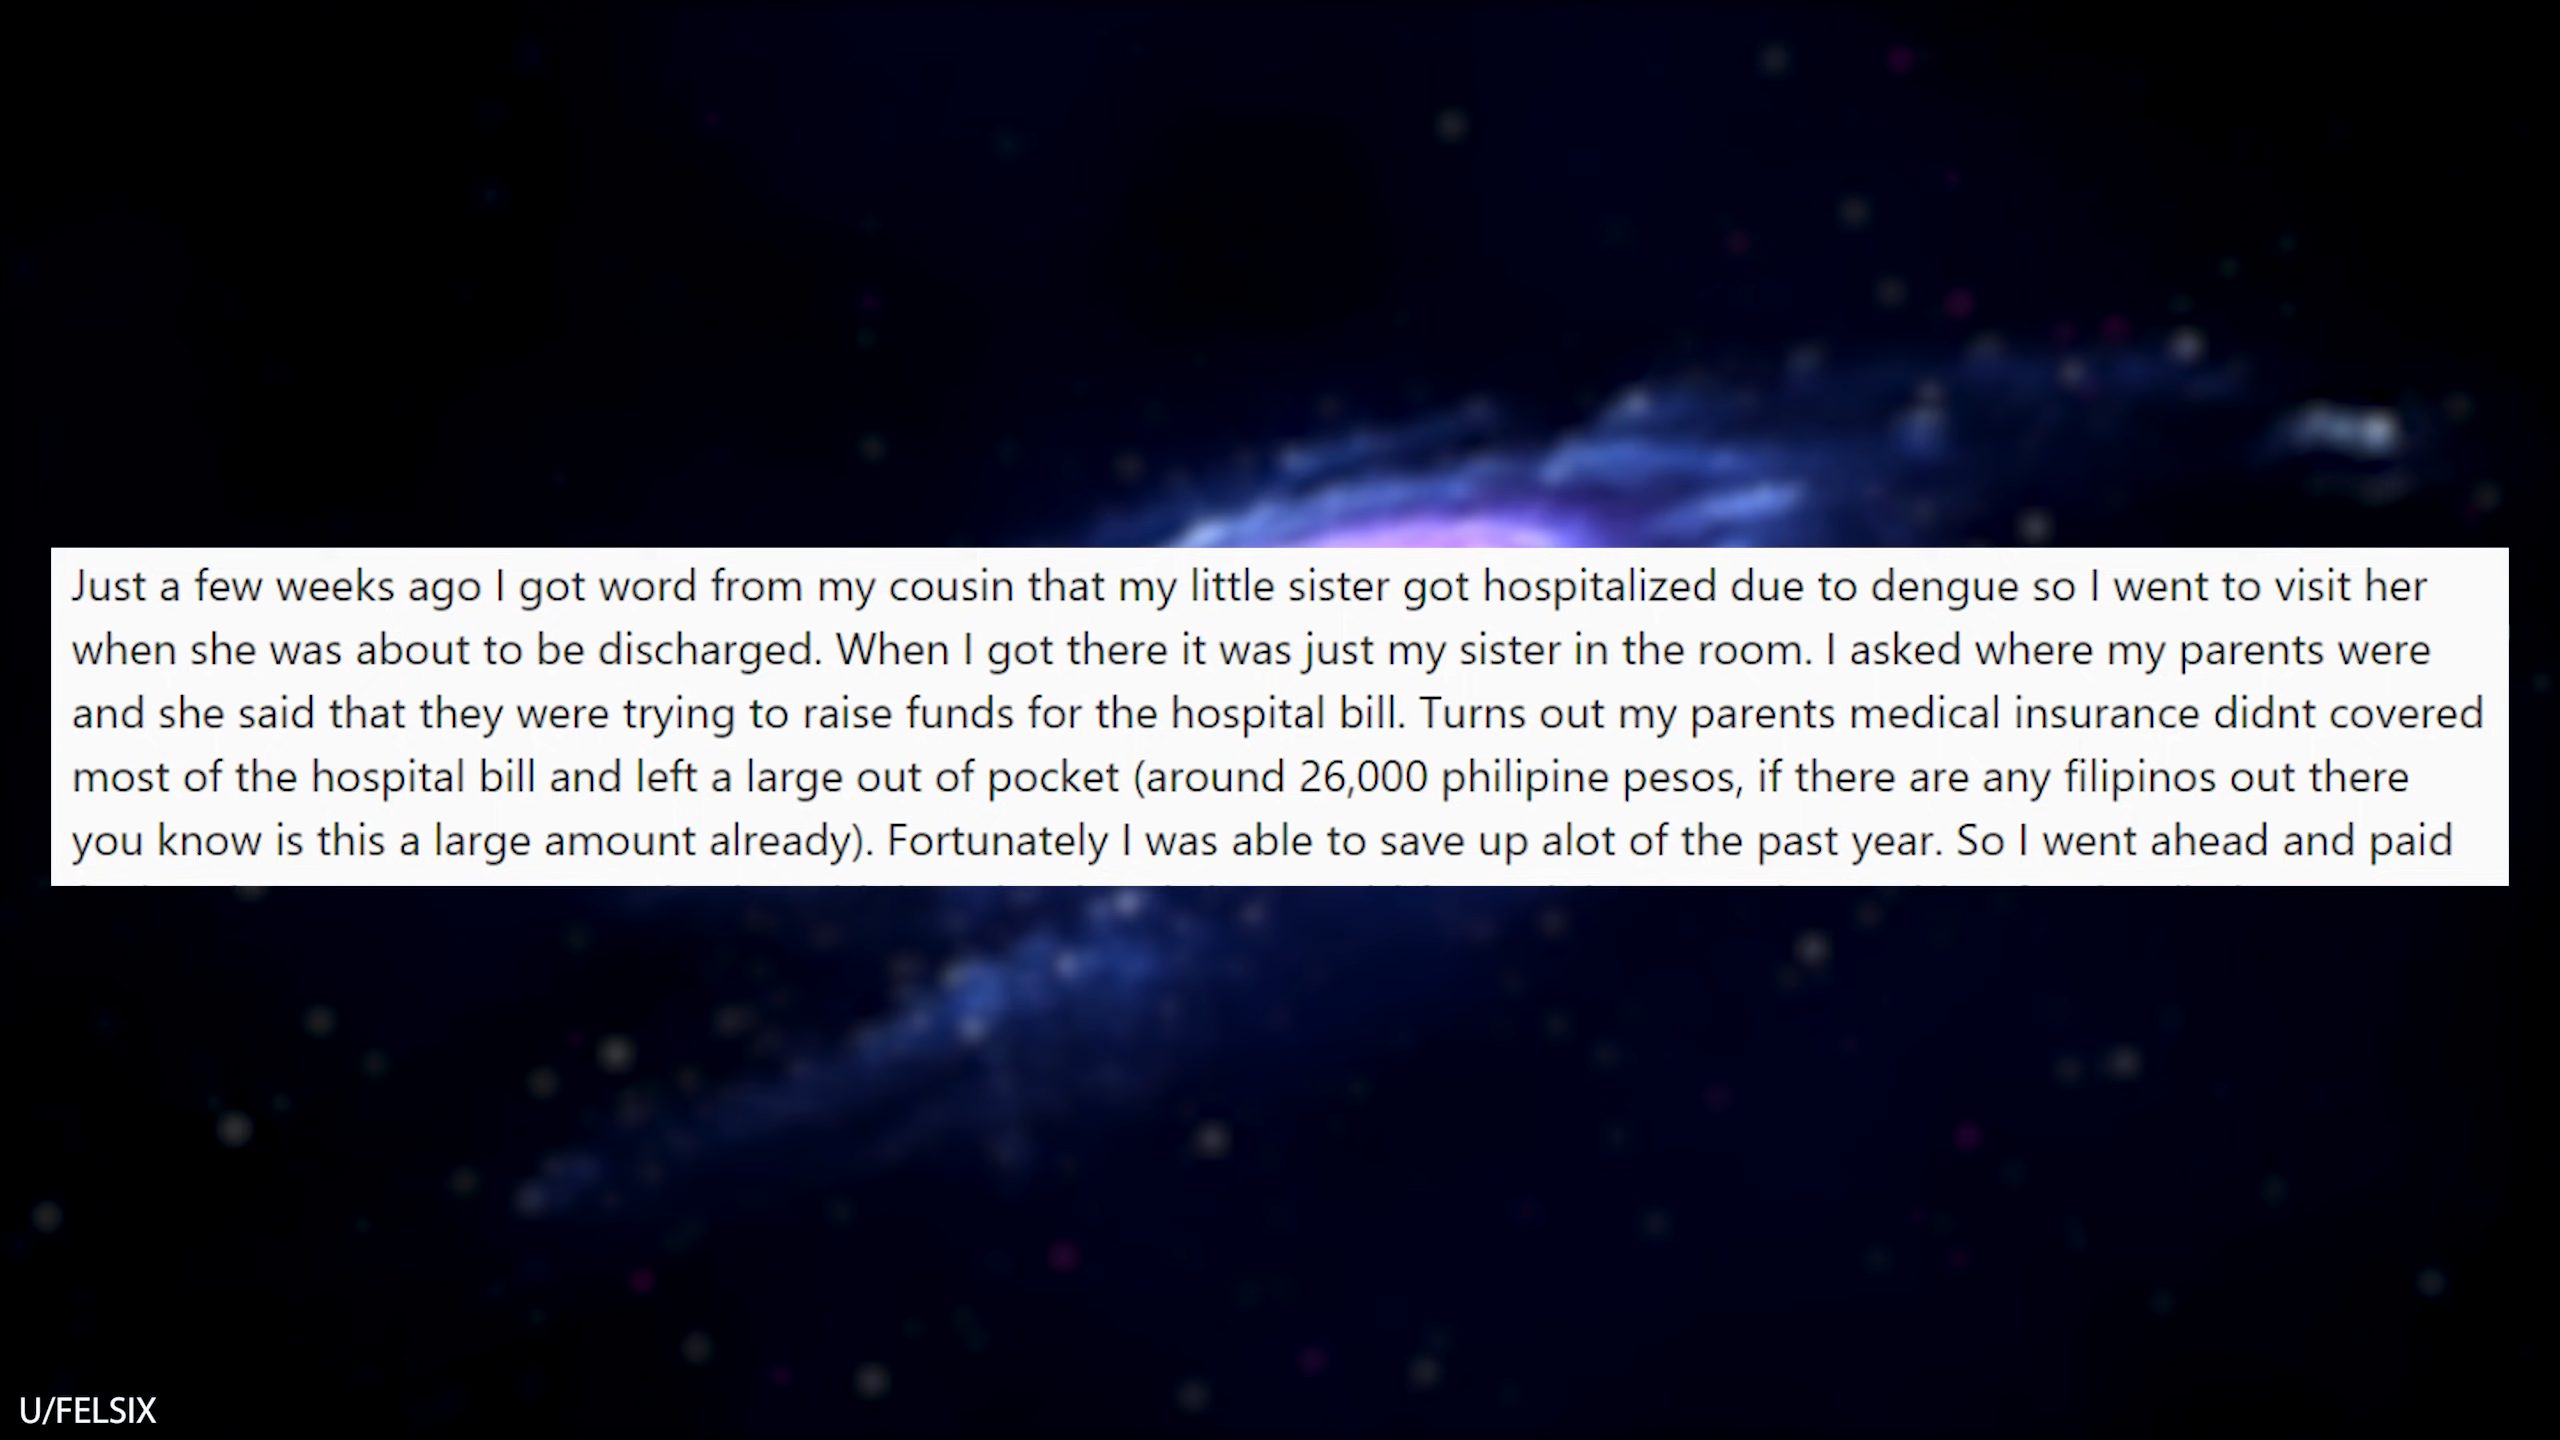 Just a few weeks ago I got word from my cousin that my little sister got hospitalized due to dengue so I went to visit her
when she was about to be discharged. When I got there it was just my sister in the room. I asked where my parents were
and she said that they were trying to raise funds for the hospital bill. Turns out my parents medical insurance didnt covered
most of the hospital bill and left a large out of pocket (around 26,000 philipine pesos, if there are any filipinos out there
you know is this a large amount already). Fortunately I was able to save up alot of the past year. So I went ahead and paid
U/FELSIX